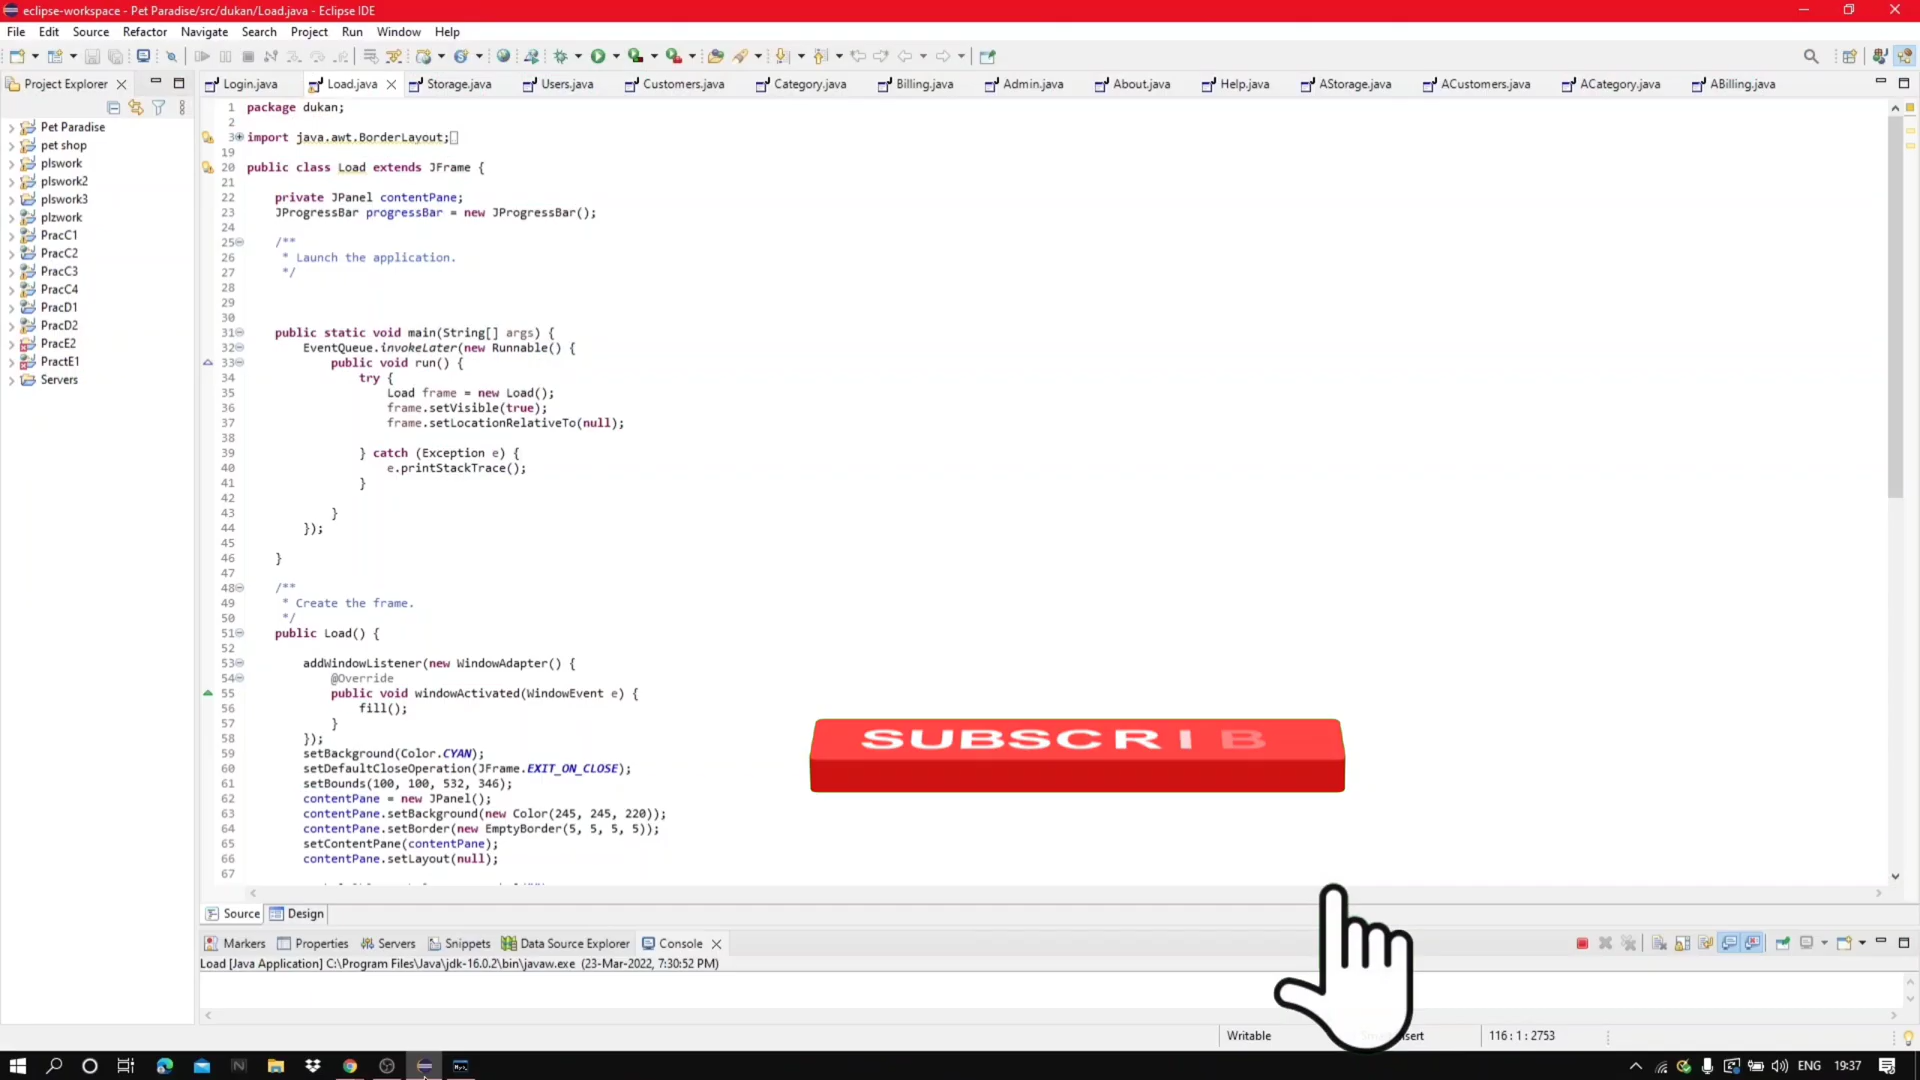 eclipse-workspace - Pet Paradise/src/dukan/Load.java - Eclipse IDE
File Edit Source Refactor Navigate Search Project Run Window Help
Project Explorer
Login.java Load.java Storage.java Users.java Customers.java Category.java Billing.java Admin.java About.java Help.java AStorage.java ACustomers.java ACategory.java ABilling.java
Pet Paradise
pet shop
plswork
plswork2
plswork3
plzwork
PracC1
PracC2
PracC3
PracC4
PracD1
PracD2
PracE2
PractE1
Servers
1 package dukan;
2
3 import java.awt.BorderLayout;
19
20 public class Load extends JFrame {
21
22 private JPanel contentPane;
23 JProgressBar progressBar = new JProgressBar();
24
25 /**
26 * Launch the application.
27 */
28
29
30
31 public static void main(String[] args) {
32 EventQueue.invokeLater(new Runnable() {
33 public void run() {
34 try {
35 Load frame = new Load();
36 frame.setVisible(true);
37 frame.setLocationRelativeTo(null);
38
39 } catch (Exception e) {
40 e.printStackTrace();
41 }
42
43 }
44 });
45
46 }
47
48 /**
49 * Create the frame.
50 */
51 public Load() {
52
53 addWindowListener(new WindowAdapter() {
54 @Override
55 public void windowActivated(WindowEvent e) {
56 fill();
57 }
58 });
59 setBackground(Color.CYAN);
60 setDefaultCloseOperation(JFrame.EXIT_ON_CLOSE);
61 setBounds(100, 100, 532, 346);
62 contentPane = new JPanel();
63 contentPane.setBackground(new Color(245, 245, 220));
64 contentPane.setBorder(new EmptyBorder(5, 5, 5, 5));
65 setContentPane(contentPane);
66 contentPane.setLayout(null);
67
SUBSCRIB
Source Design
Markers Properties Servers Snippets Data Source Explorer Console
Load [Java Application] C:\Program Files\Java\jdk-16.0.2\bin\javaw.exe (23-Mar-2022, 7:30:52 PM)
Writable 116 : 1 : 2753
ENG 19:37